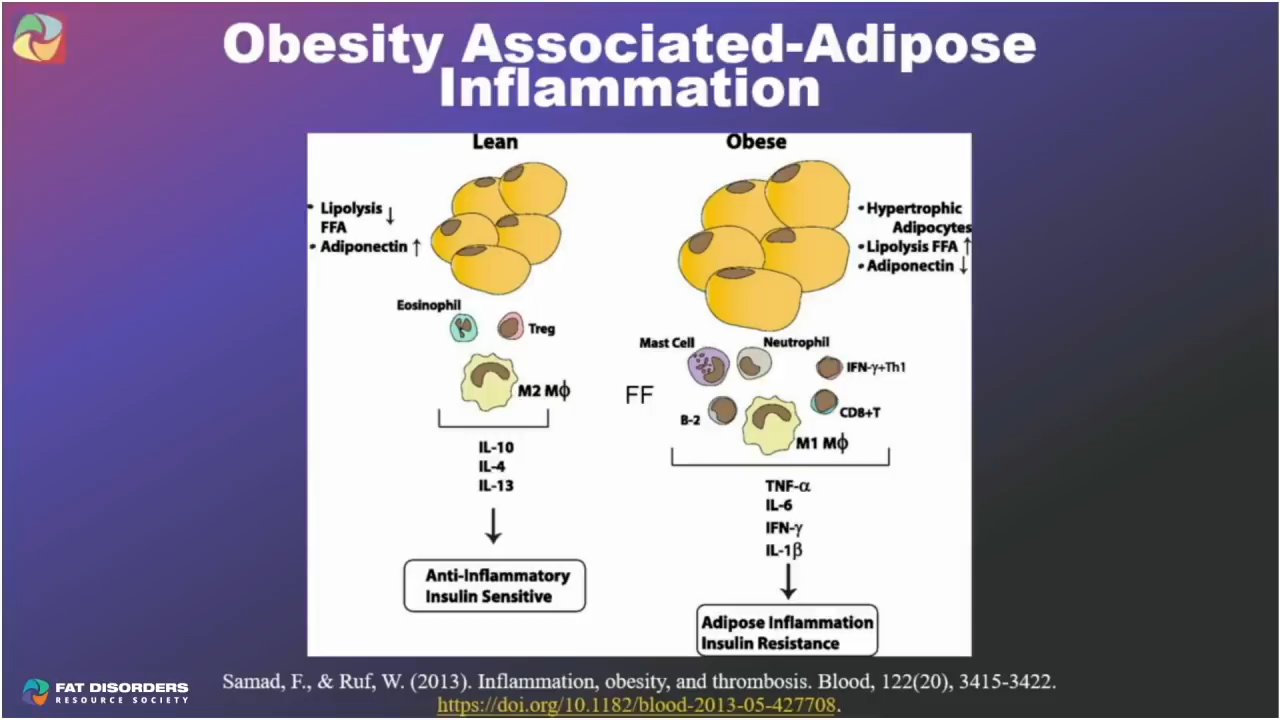 Obesity Associated-Adipose
Inflammation
Lean
• Lipolysis ↓
FFA
• Adiponectin ↑
Eosinophil
Treg
M2 Mϕ
IL-10
IL-4
IL-13
Anti-Inflammatory
Insulin Sensitive
FF
Obese
• Hypertrophic
Adipocytes
• Lipolysis FFA ↑
• Adiponectin ↓
Mast Cell
Neutrophil
IFN-γ+Th1
B-2
CD8+T
M1 Mϕ
TNF-α
IL-6
IFN-γ
IL-1β
Adipose Inflammation
Insulin Resistance
FAT DISORDERS
RESOURCE SOCIETY
Samad, F., & Ruf, W. (2013). Inflammation, obesity, and thrombosis. Blood, 122(20), 3415-3422.
https://doi.org/10.1182/blood-2013-05-427708.